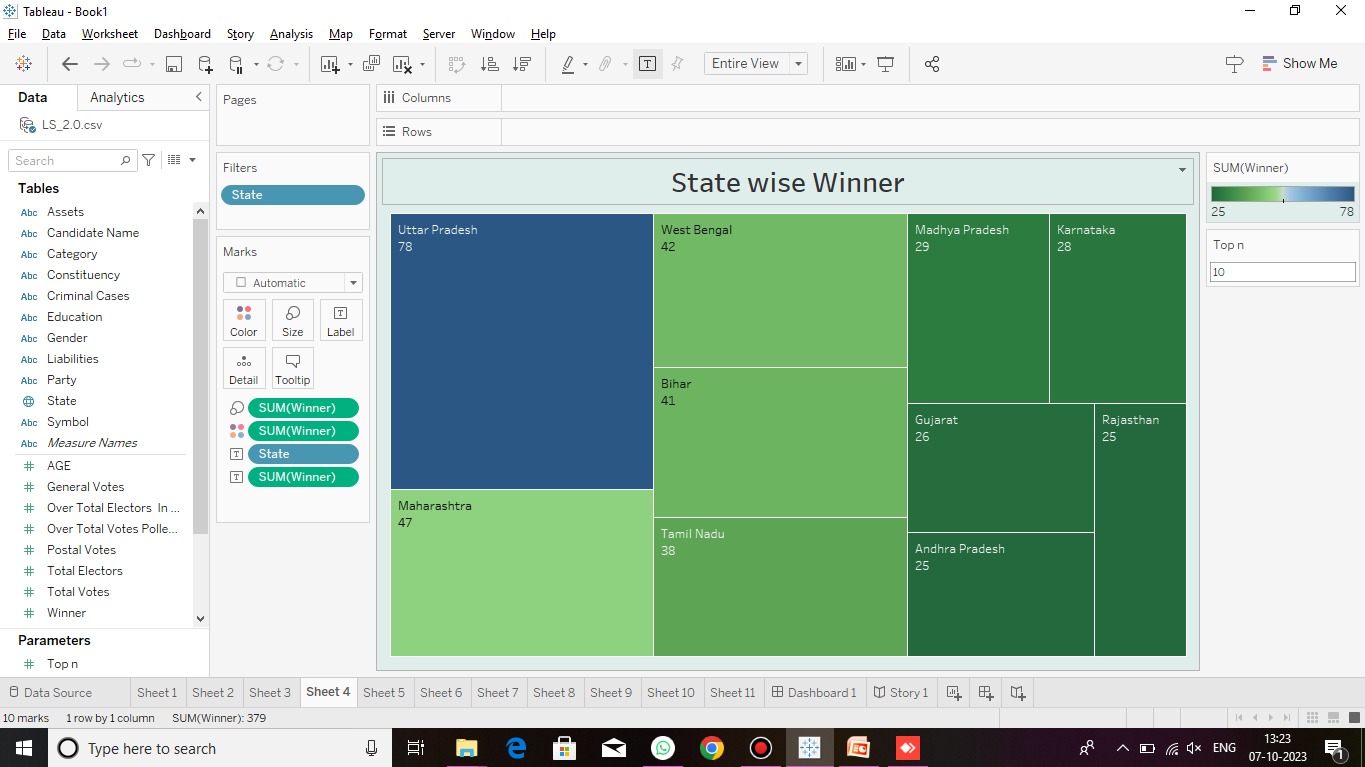 Tableau - Book1
File Data Worksheet Dashboard Story Analysis Map Format Server Window Help
Entire View
Show Me
Data Analytics
LS_2.0.csv
Search
Tables
Abc Assets
Abc Candidate Name
Abc Category
Abc Constituency
Abc Criminal Cases
Abc Education
Abc Gender
Abc Liabilities
Abc Party
State
Abc Symbol
Abc Measure Names
# AGE
# General Votes
# Over Total Electors In ...
# Over Total Votes Polle...
# Postal Votes
# Total Electors
# Total Votes
# Winner
Parameters
# Top n
Pages
Filters
State
Marks
Automatic
Color Size Label
Detail Tooltip
SUM(Winner)
SUM(Winner)
State
SUM(Winner)
Columns
Rows
State wise Winner
Uttar Pradesh
78
Maharashtra
47
West Bengal
42
Bihar
41
Tamil Nadu
38
Madhya Pradesh
29
Karnataka
28
Gujarat
26
Rajasthan
25
Andhra Pradesh
25
SUM(Winner)
25 78
Top n
10
Data Source Sheet 1 Sheet 2 Sheet 3 Sheet 4 Sheet 5 Sheet 6 Sheet 7 Sheet 8 Sheet 9 Sheet 10 Sheet 11 Dashboard 1 Story 1
10 marks 1 row by 1 column SUM(Winner): 379
Type here to search
ENG
13:23
07-10-2023
1